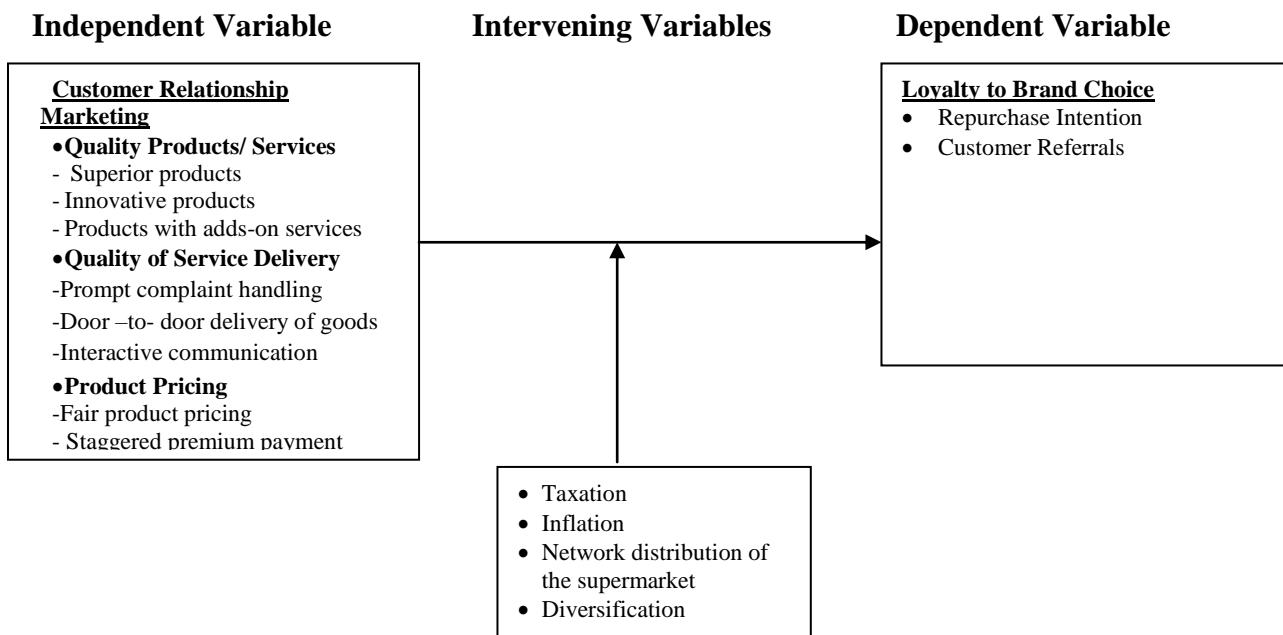 Independent Variable
Intervening Variables
Dependent Variable
Customer Relationship
Marketing
•Quality Products/ Services
- Superior products
- Innovative products
- Products with adds-on services
•Quality of Service Delivery
-Prompt complaint handling
-Door –to- door delivery of goods
-Interactive communication
•Product Pricing
-Fair product pricing
- Staggered premium payment
Loyalty to Brand Choice
• Repurchase Intention
• Customer Referrals
• Taxation
• Inflation
• Network distribution of
the supermarket
• Diversification